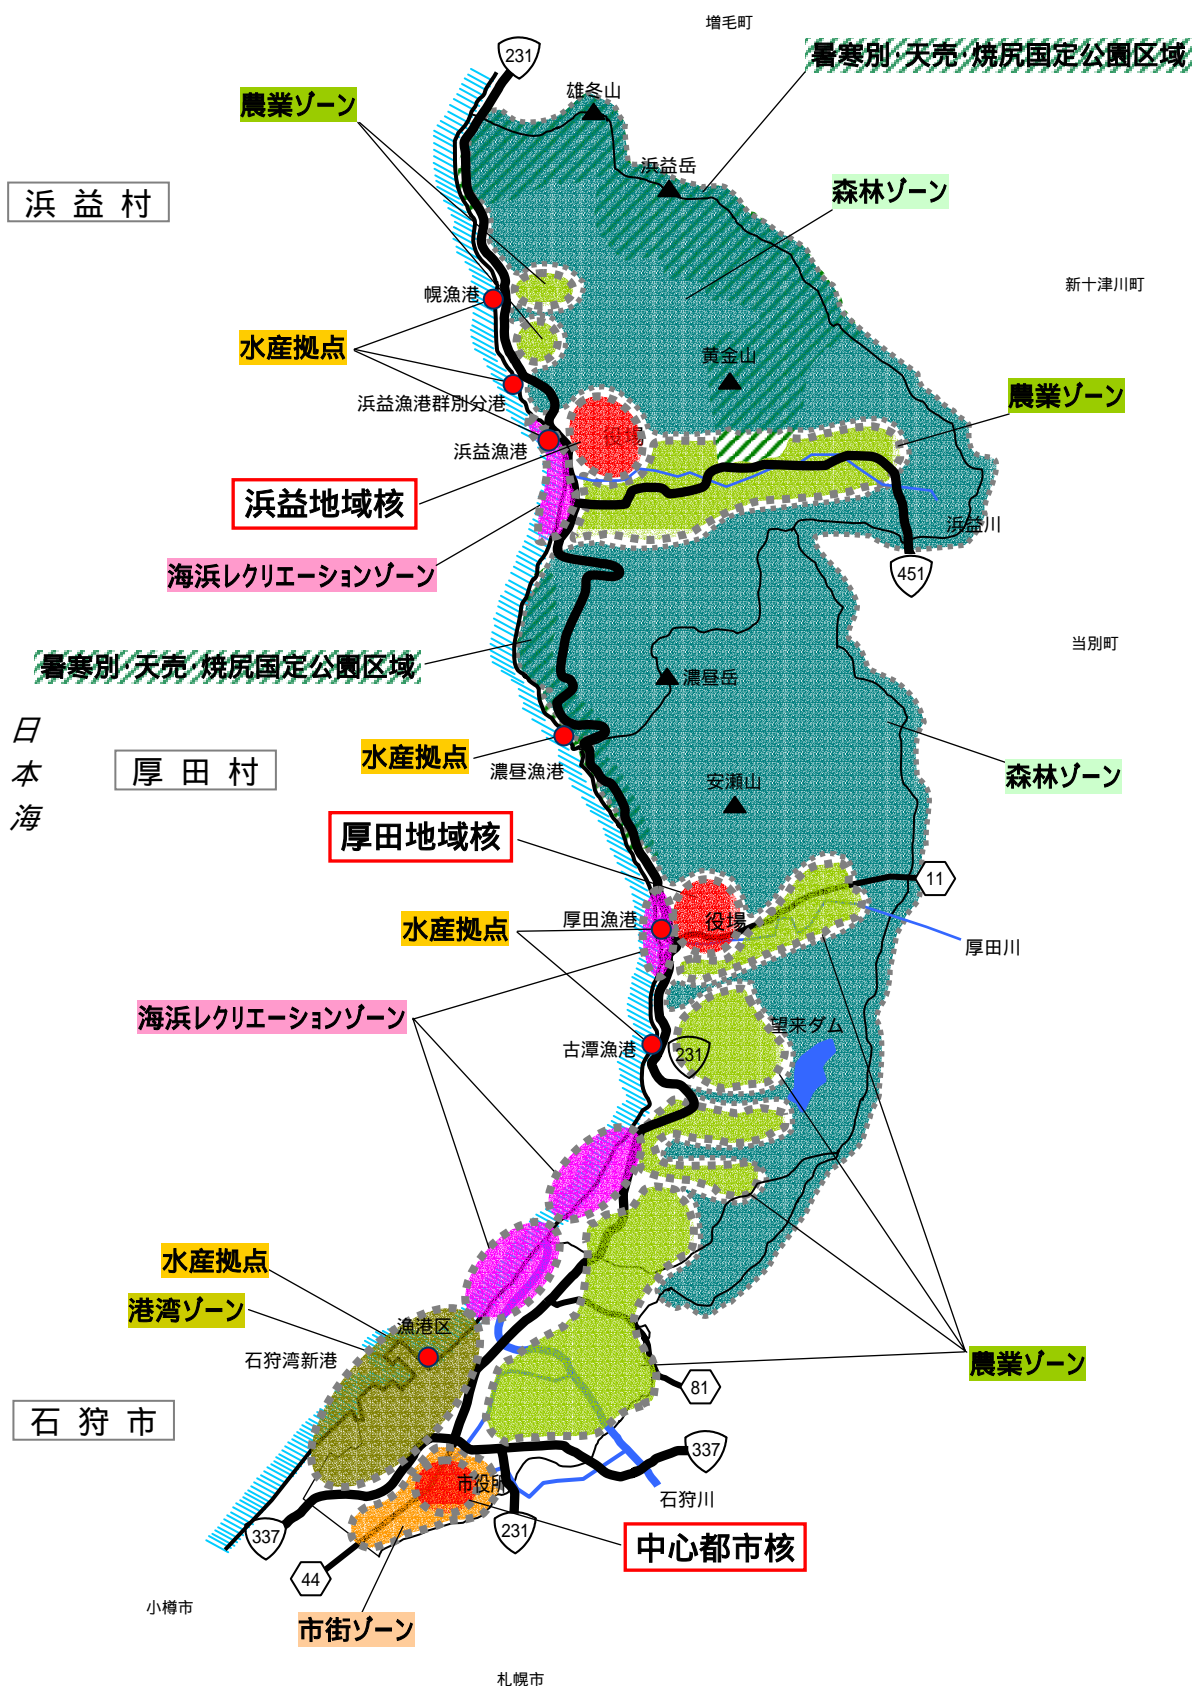 増毛町
231
暑寒別・天売・焼尻国定公園区域
雄冬山
農業ゾーン
浜益岳
森林ゾーン
浜益村
新十津川町
幌漁港
水産拠点
黄金山
農業ゾーン
浜益漁港群別分港
役場
浜益漁港
浜益地域核
浜益川
海浜レクリエーションゾーン
451
当別町
暑寒別・天売・焼尻国定公園区域
濃昼岳
日本海
水産拠点
濃昼漁港
厚田村
安瀬山
森林ゾーン
厚田地域核
11
厚田漁港
役場
水産拠点
厚田川
海浜レクリエーションゾーン
望来ダム
古潭漁港
231
水産拠点
港湾ゾーン
漁港区
石狩湾新港
農業ゾーン
81
石狩市
337
市役所
石狩川
337
231
中心都市核
44
小樽市
市街ゾーン
札幌市